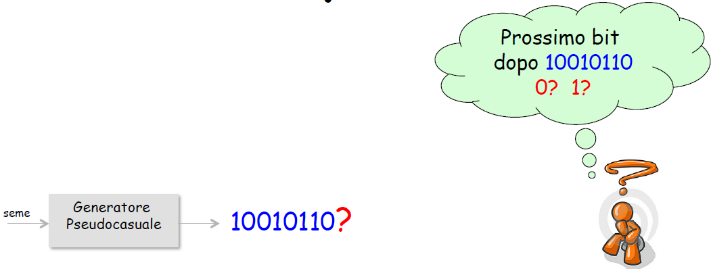 Prossimo bit
dopo 10010110
0? 1?
?
seme
Generatore
Pseudocasuale
10010110?